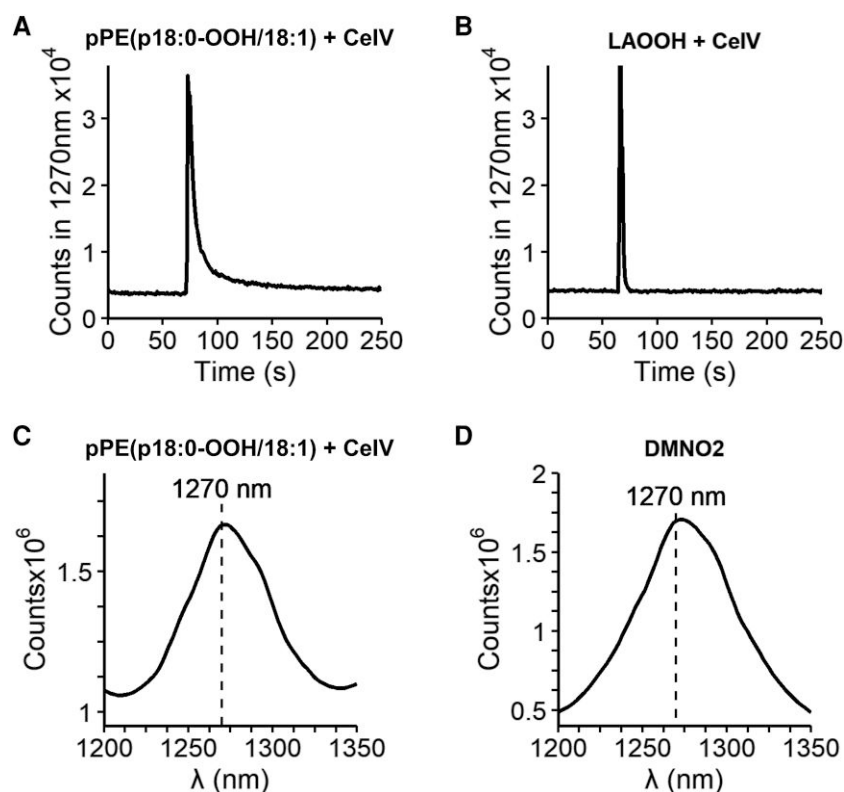 A
pPE(p18:0-OOH/18:1) + CeIV
Counts in 1270nm x10^4
3
2
1
0
0 50 100 150 200 250
Time (s)
B
LAOOH + CeIV
Counts in 1270nm x10^4
3
2
1
0
0 50 100 150 200 250
Time (s)
C
pPE(p18:0-OOH/18:1) + CeIV
1270 nm
Countsx10^6
1.5
1
1200 1250 1300 1350
λ (nm)
D
DMNO2
1270 nm
Countsx10^6
2
1.5
1
0.5
1200 1250 1300 1350
λ (nm)